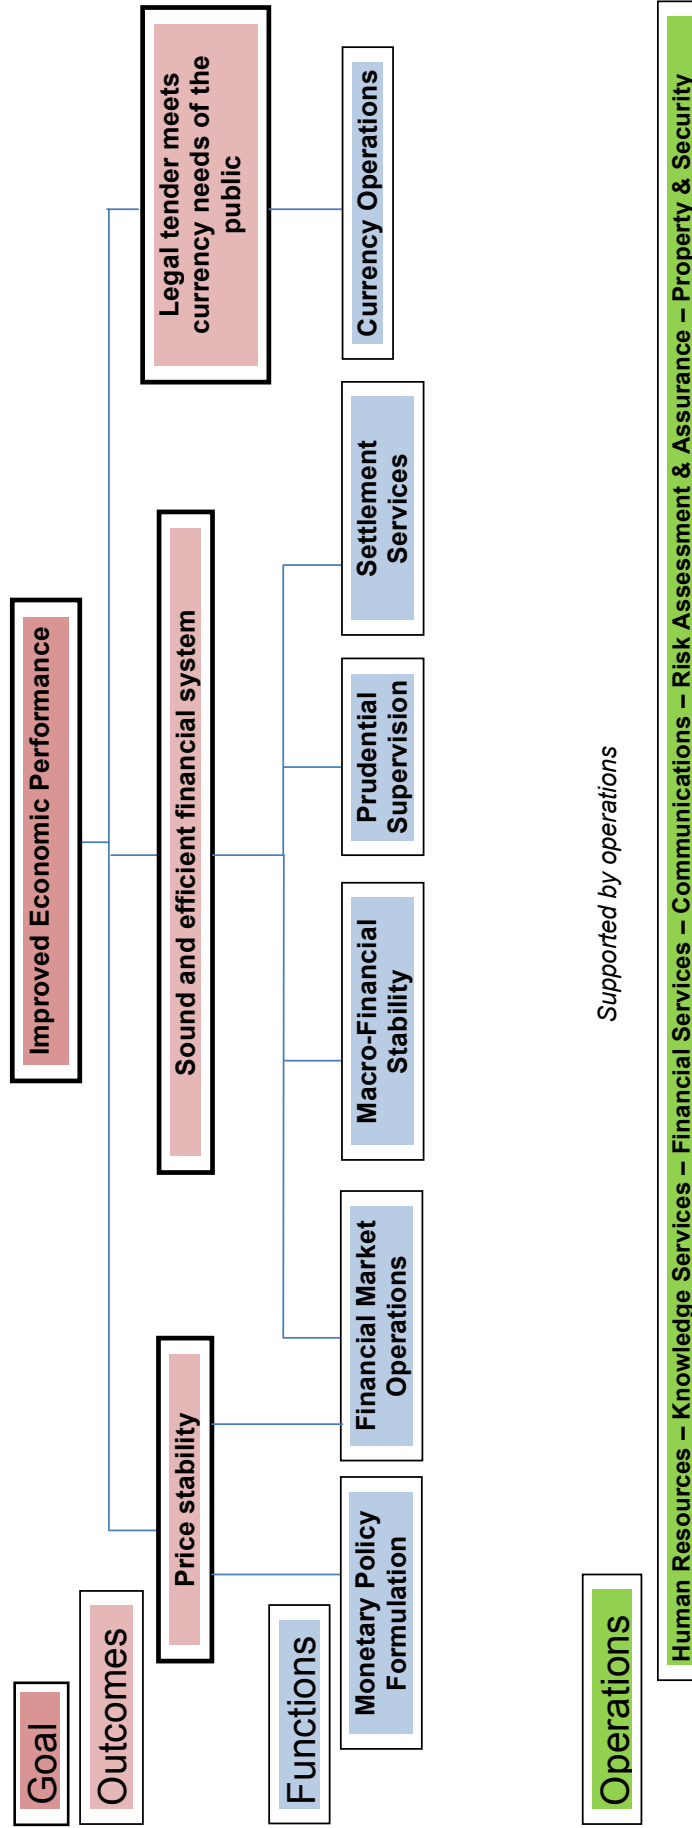 Goal
Improved Economic Performance
Outcomes
Price stability
Sound and efficient financial system
Legal tender meets
currency needs of the
public
Functions
Monetary Policy
Formulation
Financial Market
Operations
Macro-Financial
Stability
Prudential
Supervision
Settlement
Services
Currency Operations
Supported by operations
Operations
Human Resources – Knowledge Services – Financial Services – Communications – Risk Assessment & Assurance – Property & Security